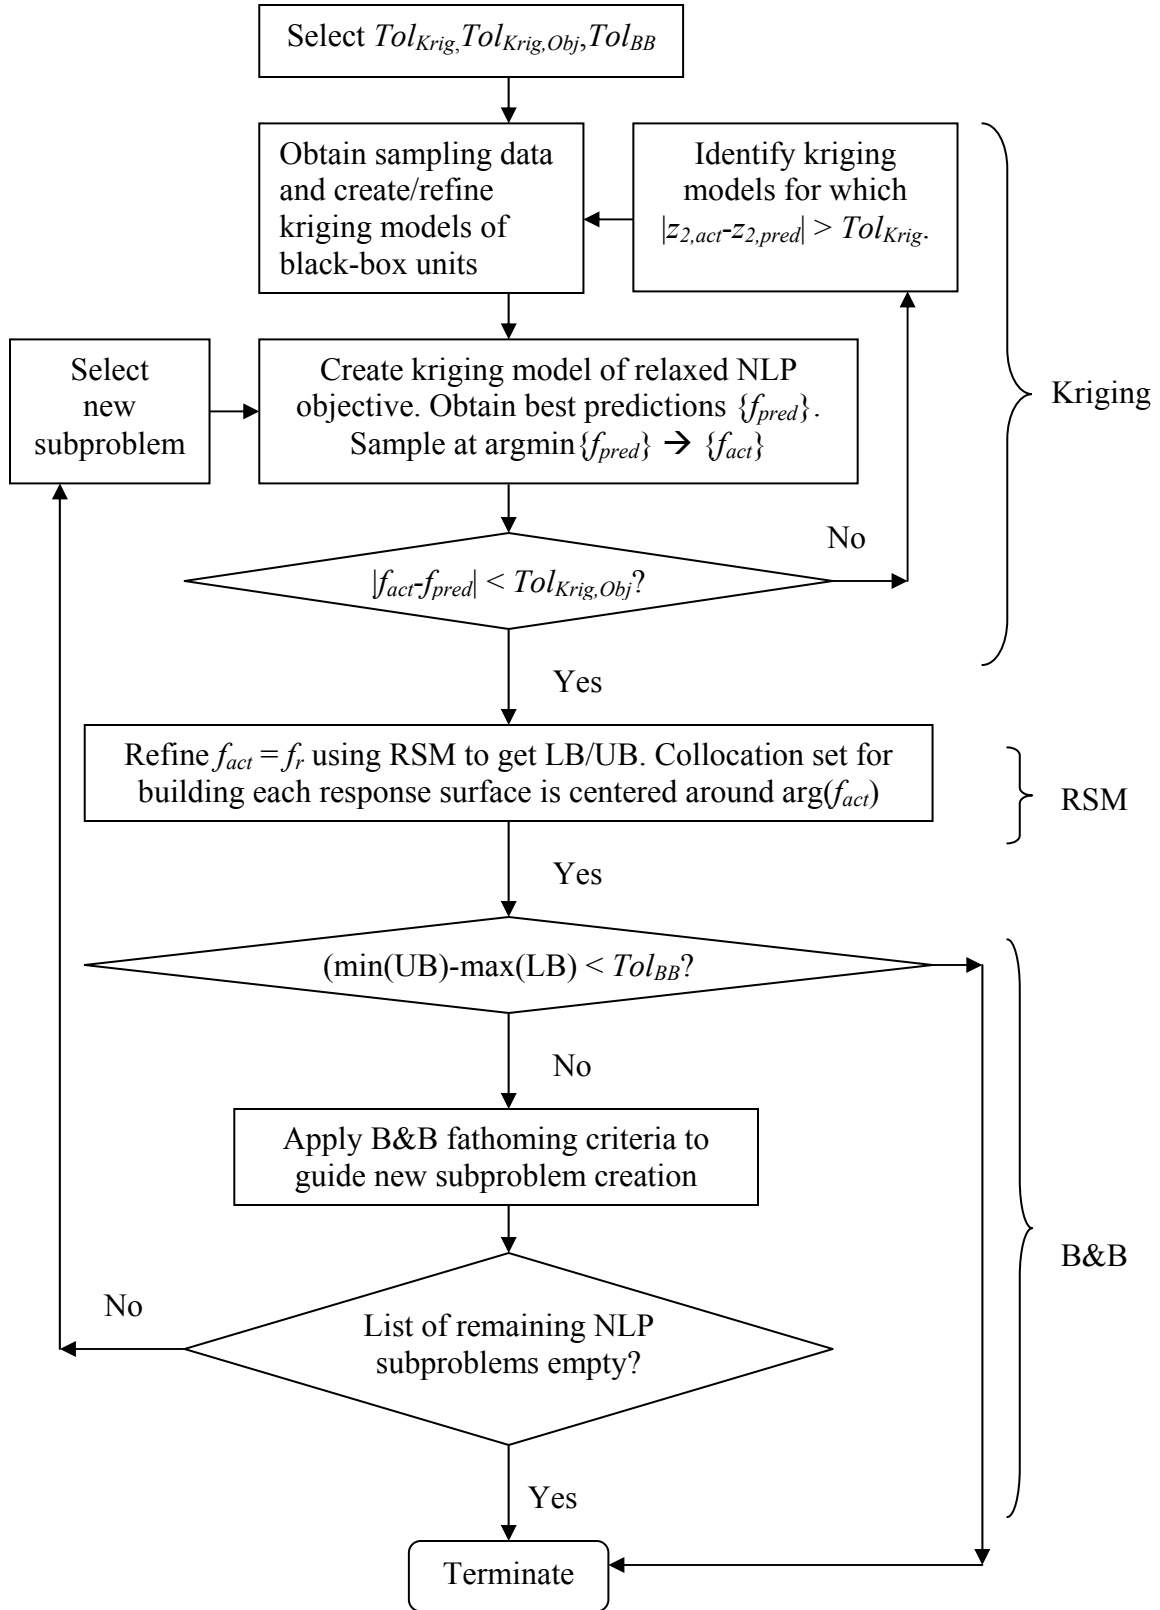 Select Tol_Krig,Tol_Krig,Obj,Tol_BB
Obtain sampling data
and create/refine
kriging models of
black-box units
Identify kriging
models for which
|z_2,act-z_2,pred| > Tol_Krig.
Kriging
Select
new
subproblem
Create kriging model of relaxed NLP
objective. Obtain best predictions {f_pred}.
Sample at argmin{f_pred} → {f_act}
No
|f_act-f_pred| < Tol_Krig,Obj?
Yes
Refine f_act = f_r using RSM to get LB/UB. Collocation set for
building each response surface is centered around arg(f_act)
RSM
Yes
(min(UB)-max(LB) < Tol_BB?
No
Apply B&B fathoming criteria to
guide new subproblem creation
B&B
No
List of remaining NLP
subproblems empty?
Yes
Terminate